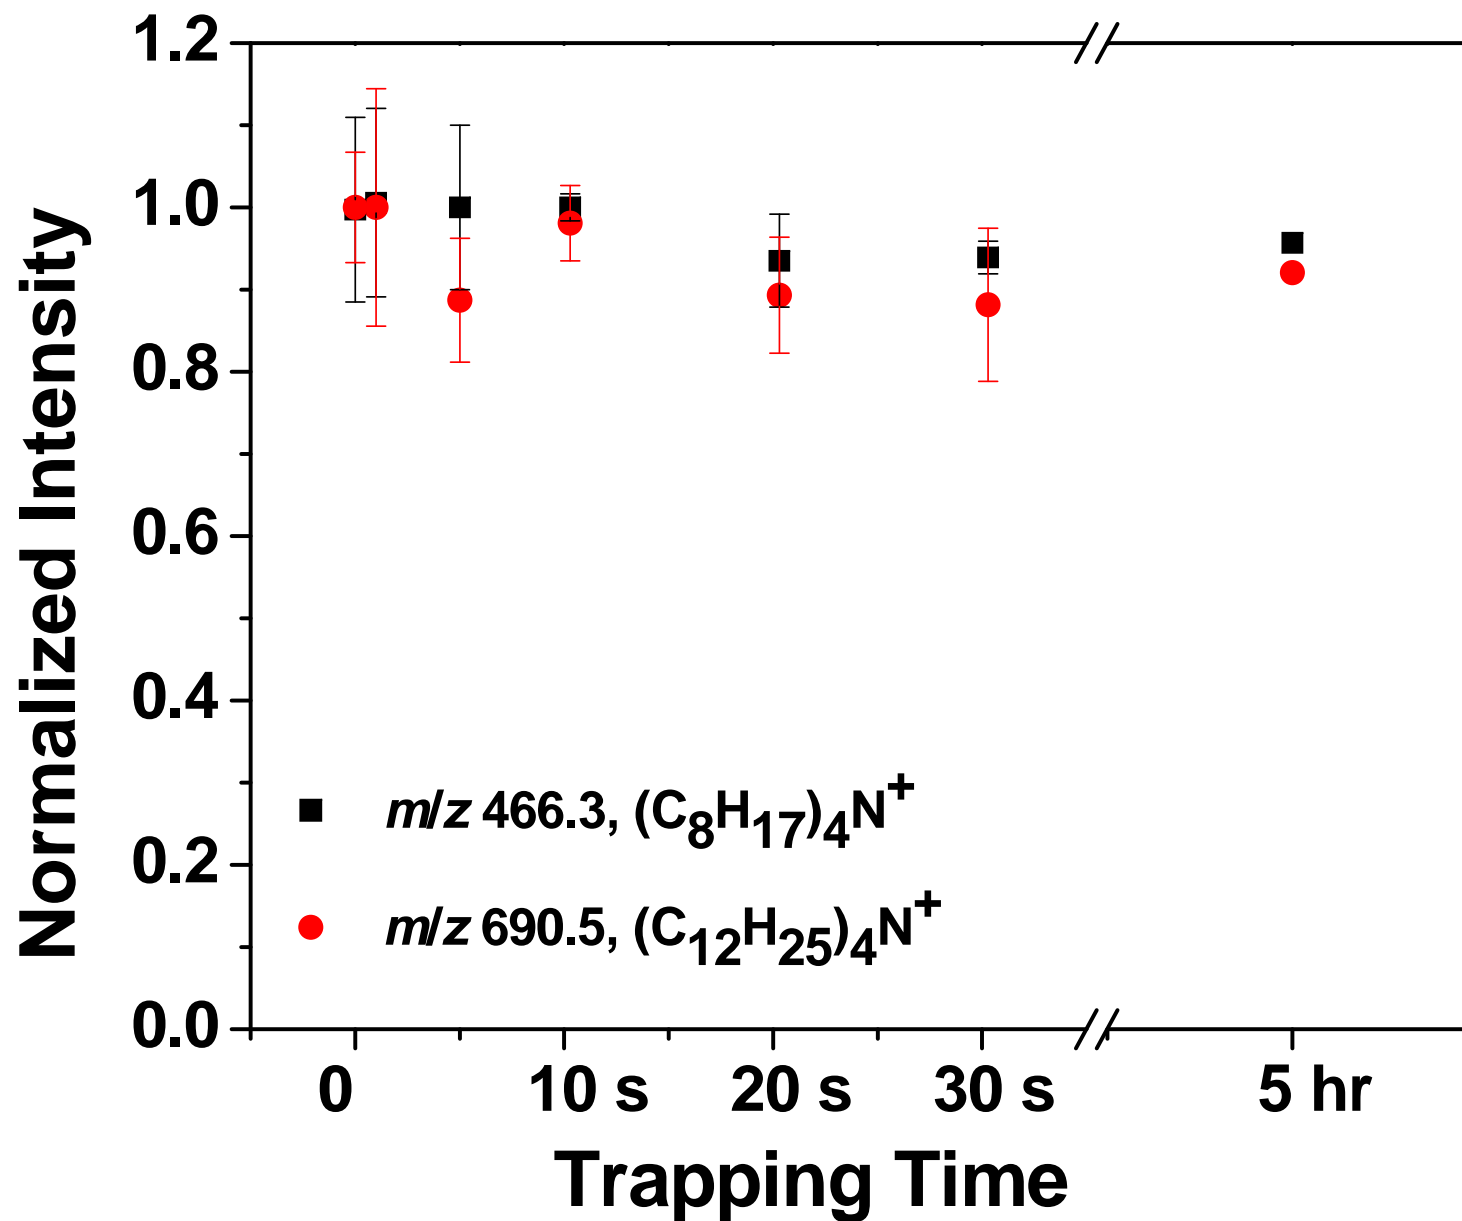 Normalized Intensity
1.2
1.0
0.8
0.6
0.4
0.2
0.0
m/z 466.3, (C₈H₁₇)₄N⁺
m/z 690.5, (C₁₂H₂₅)₄N⁺
0 10 s 20 s 30 s 5 hr
Trapping Time